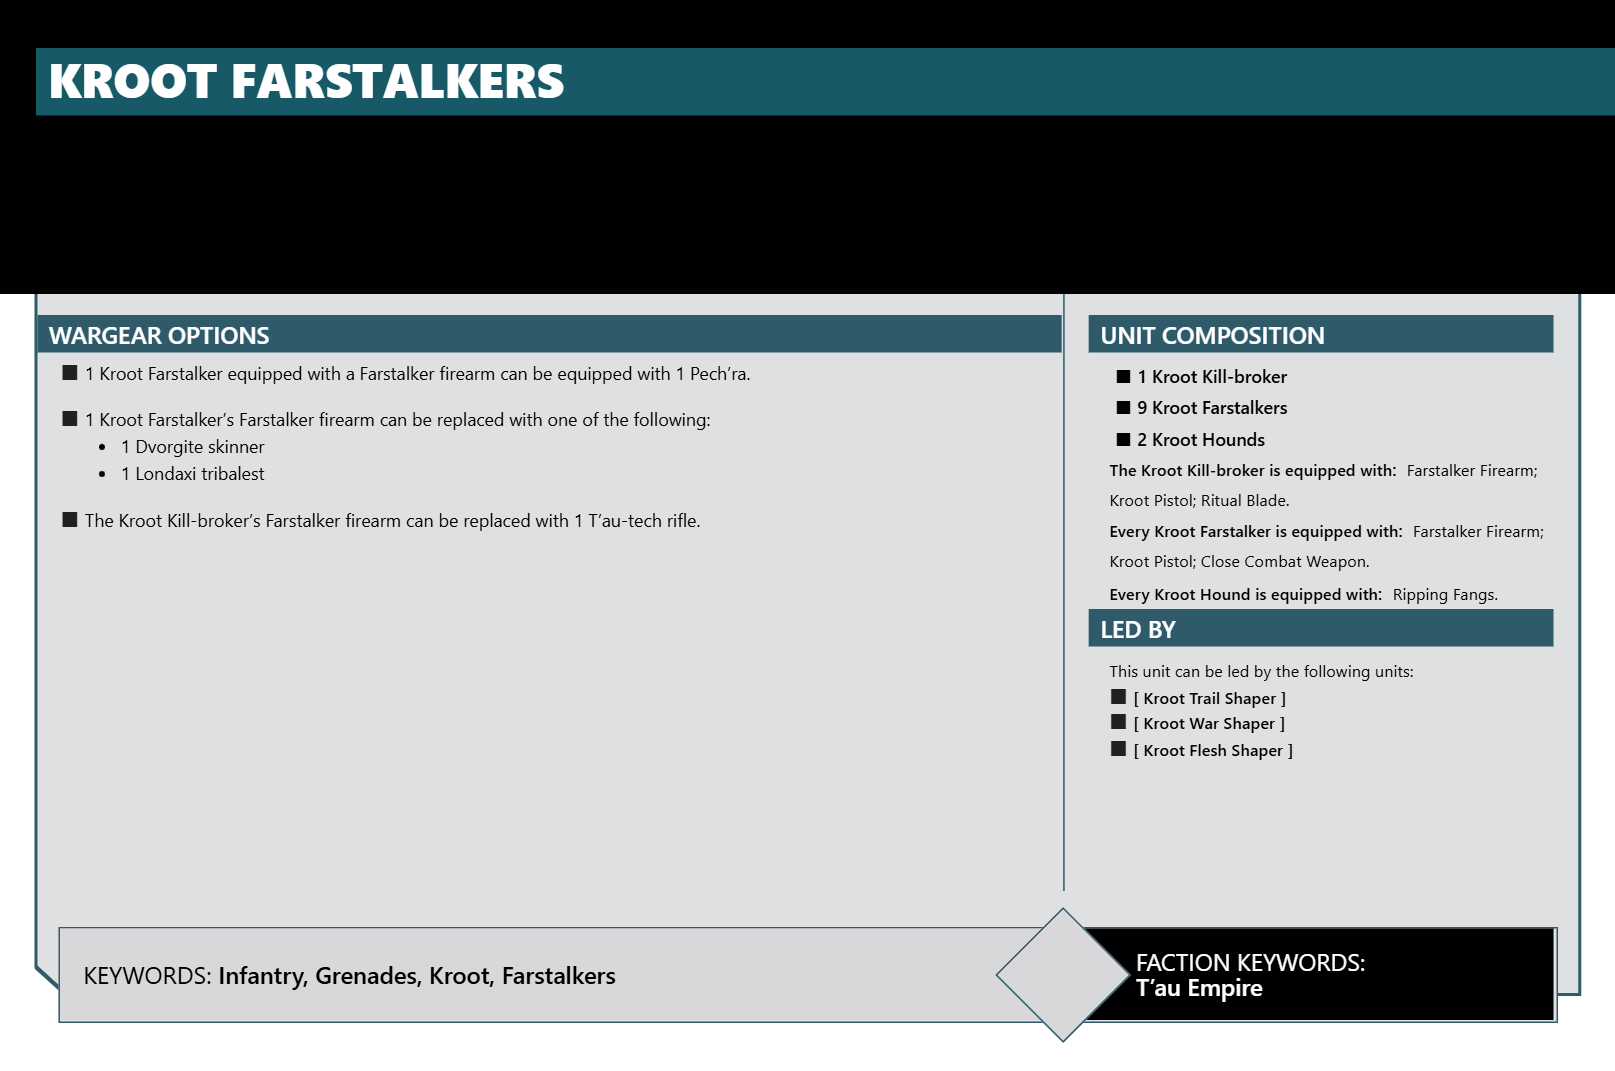 KROOT FARSTALKERS
WARGEAR OPTIONS
■ 1 Kroot Farstalker equipped with a Farstalker firearm can be equipped with 1 Pech’ra.
■ 1 Kroot Farstalker’s Farstalker firearm can be replaced with one of the following:
• 1 Dvorgite skinner
• 1 Londaxi tribalest
■ The Kroot Kill-broker’s Farstalker firearm can be replaced with 1 T’au-tech rifle.
UNIT COMPOSITION
■ 1 Kroot Kill-broker
■ 9 Kroot Farstalkers
■ 2 Kroot Hounds
The Kroot Kill-broker is equipped with: Farstalker Firearm;
Kroot Pistol; Ritual Blade.
Every Kroot Farstalker is equipped with: Farstalker Firearm;
Kroot Pistol; Close Combat Weapon.
Every Kroot Hound is equipped with: Ripping Fangs.
LED BY
This unit can be led by the following units:
■ [ Kroot Trail Shaper ]
■ [ Kroot War Shaper ]
■ [ Kroot Flesh Shaper ]
KEYWORDS: Infantry, Grenades, Kroot, Farstalkers
FACTION KEYWORDS:
T’au Empire